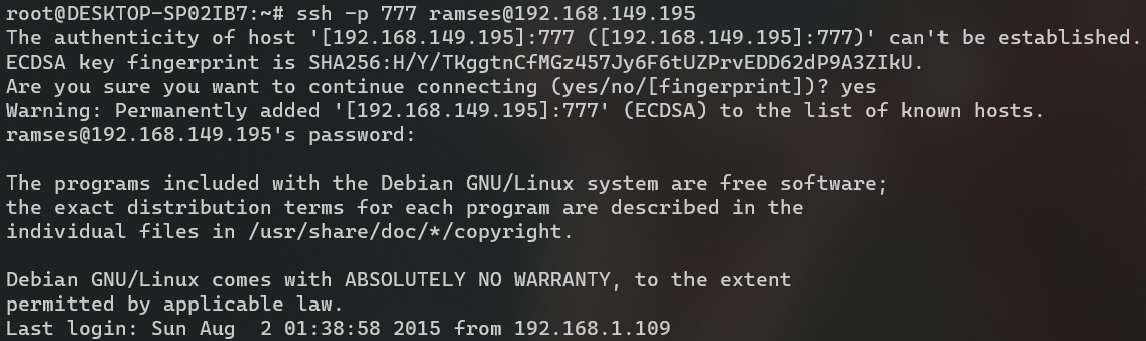 root@DESKTOP-SP02IB7:~# ssh -p 777 ramses@192.168.149.195
The authenticity of host '[192.168.149.195]:777 ([192.168.149.195]:777)' can't be established.
ECDSA key fingerprint is SHA256:H/Y/TKggtnCfMGz457Jy6F6tUZPrvEDD62dP9A3ZIkU.
Are you sure you want to continue connecting (yes/no/[fingerprint])? yes
Warning: Permanently added '[192.168.149.195]:777' (ECDSA) to the list of known hosts.
ramses@192.168.149.195's password:
The programs included with the Debian GNU/Linux system are free software;
the exact distribution terms for each program are described in the
individual files in /usr/share/doc/*/copyright.
Debian GNU/Linux comes with ABSOLUTELY NO WARRANTY, to the extent
permitted by applicable law.
Last login: Sun Aug  2 01:38:58 2015 from 192.168.1.109